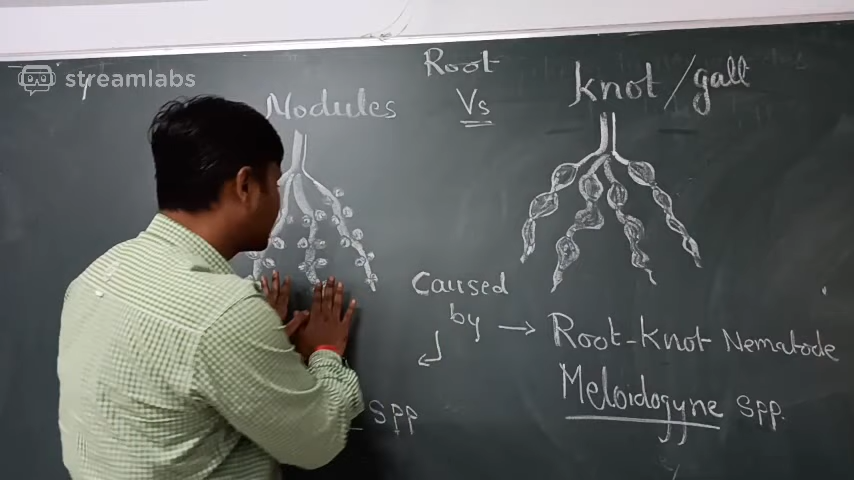 streamlabs
Root
Nodules Vs Knot/gall
Caused
by → Root-Knot Nematode
Meloidogyne spp.
spp